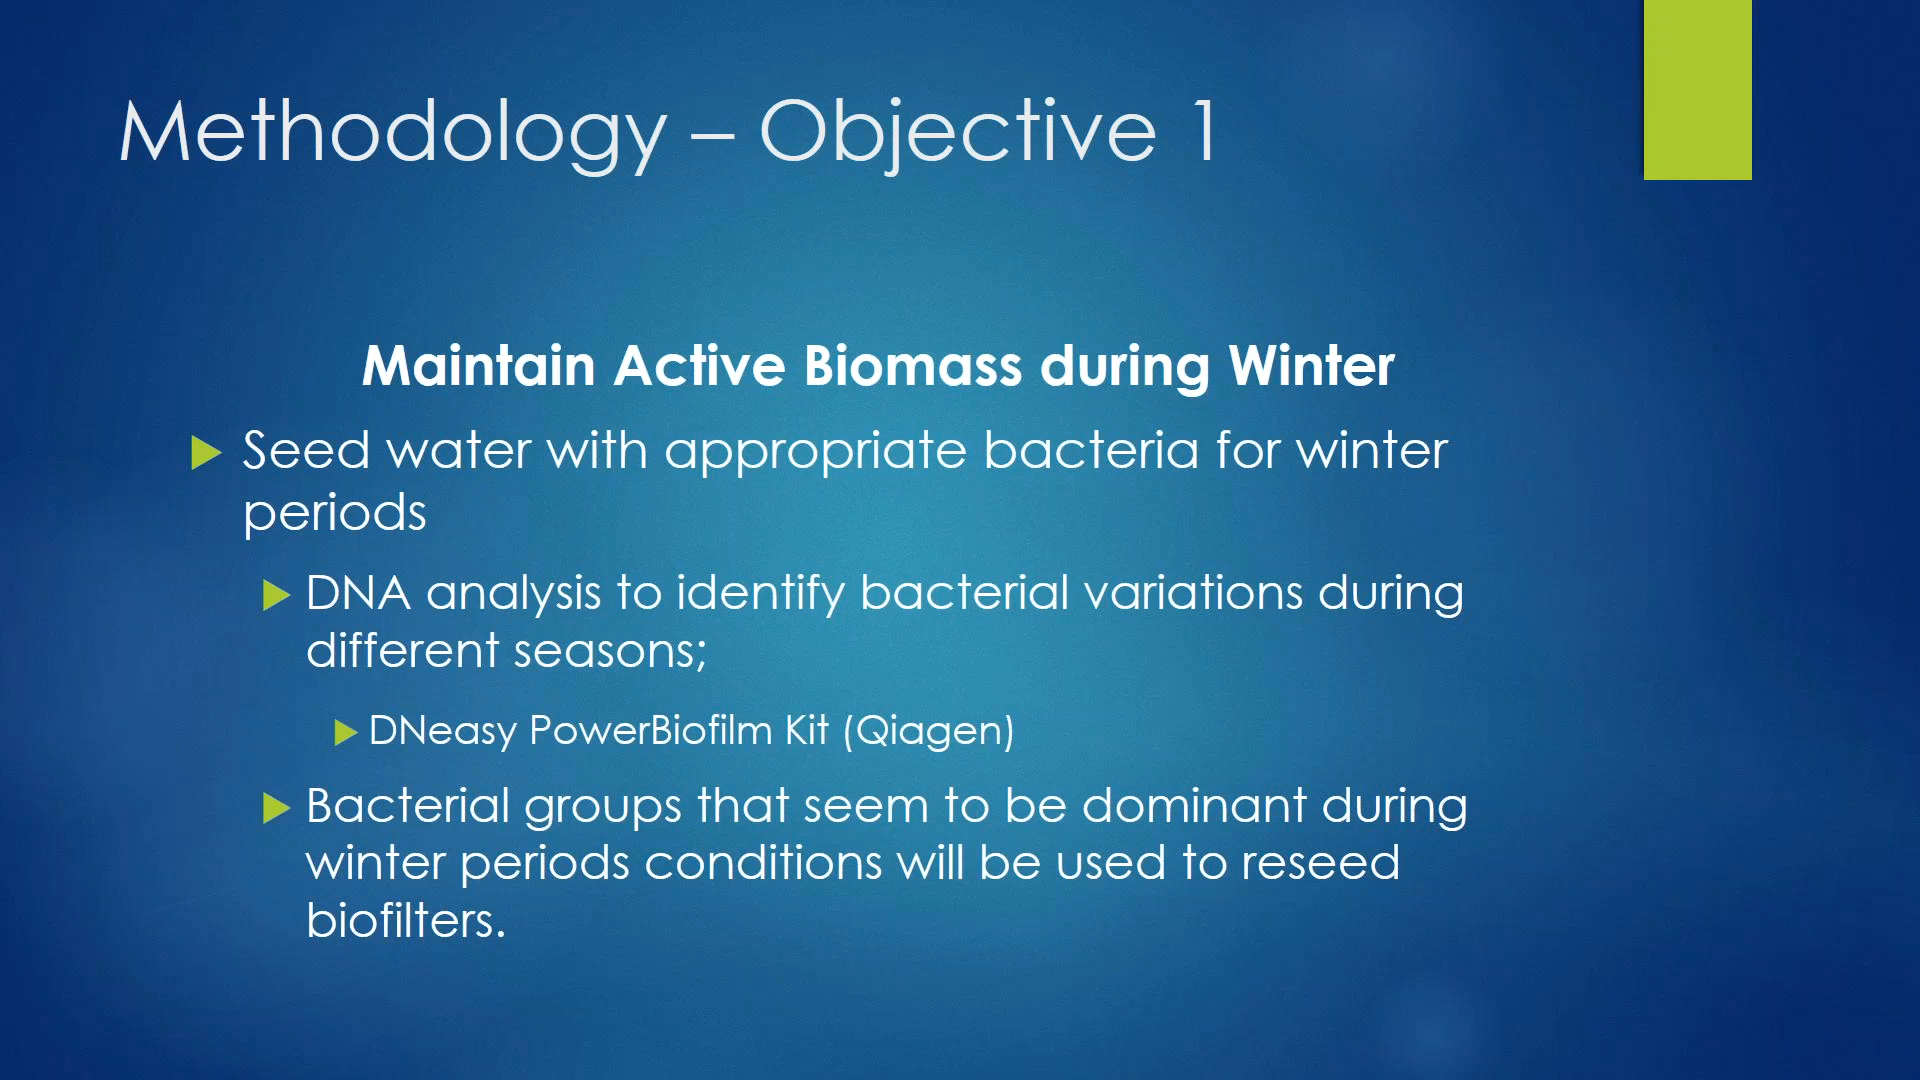 Methodology – Objective 1
Maintain Active Biomass during Winter
Seed water with appropriate bacteria for winter
periods
DNA analysis to identify bacterial variations during
different seasons;
DNeasy PowerBiofilm Kit (Qiagen)
Bacterial groups that seem to be dominant during
winter periods conditions will be used to reseed
biofilters.